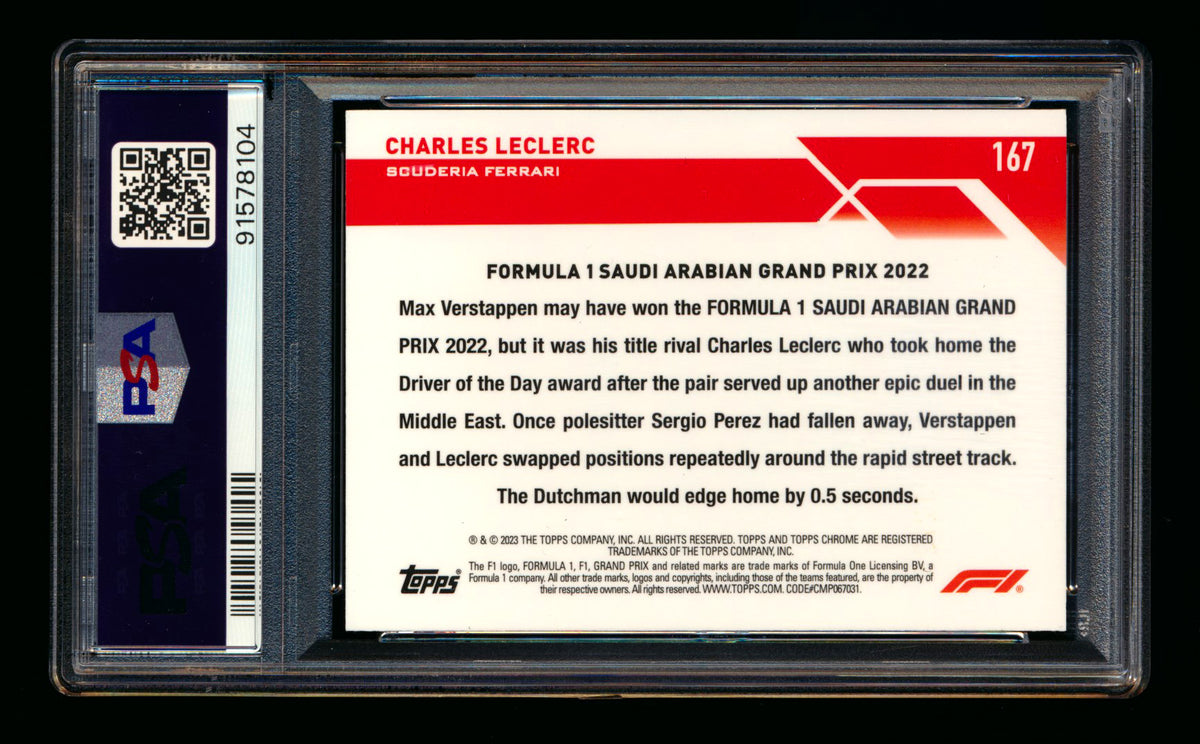 91578104
PSA
PSA
CHARLES LECLERC
SCUDERIA FERRARI
167
FORMULA 1 SAUDI ARABIAN GRAND PRIX 2022
Max Verstappen may have won the FORMULA 1 SAUDI ARABIAN GRAND
PRIX 2022, but it was his title rival Charles Leclerc who took home the
Driver of the Day award after the pair served up another epic duel in the
Middle East. Once polesitter Sergio Perez had fallen away, Verstappen
and Leclerc swapped positions repeatedly around the rapid street track.
The Dutchman would edge home by 0.5 seconds.
® & © 2023 THE TOPPS COMPANY, INC. ALL RIGHTS RESERVED. TOPPS AND TOPPS CHROME ARE REGISTERED
TRADEMARKS OF THE TOPPS COMPANY, INC.
Topps®
The F1 logo, FORMULA 1, F1, GRAND PRIX and related marks are trade marks of Formula One Licensing BV, a
Formula 1 company. All other trade marks, logos and copyrights, including those of the teams featured, are the property of
their respective owners. All rights reserved. WWW.TOPPS.COM. CODE#CMP067031.
F1®